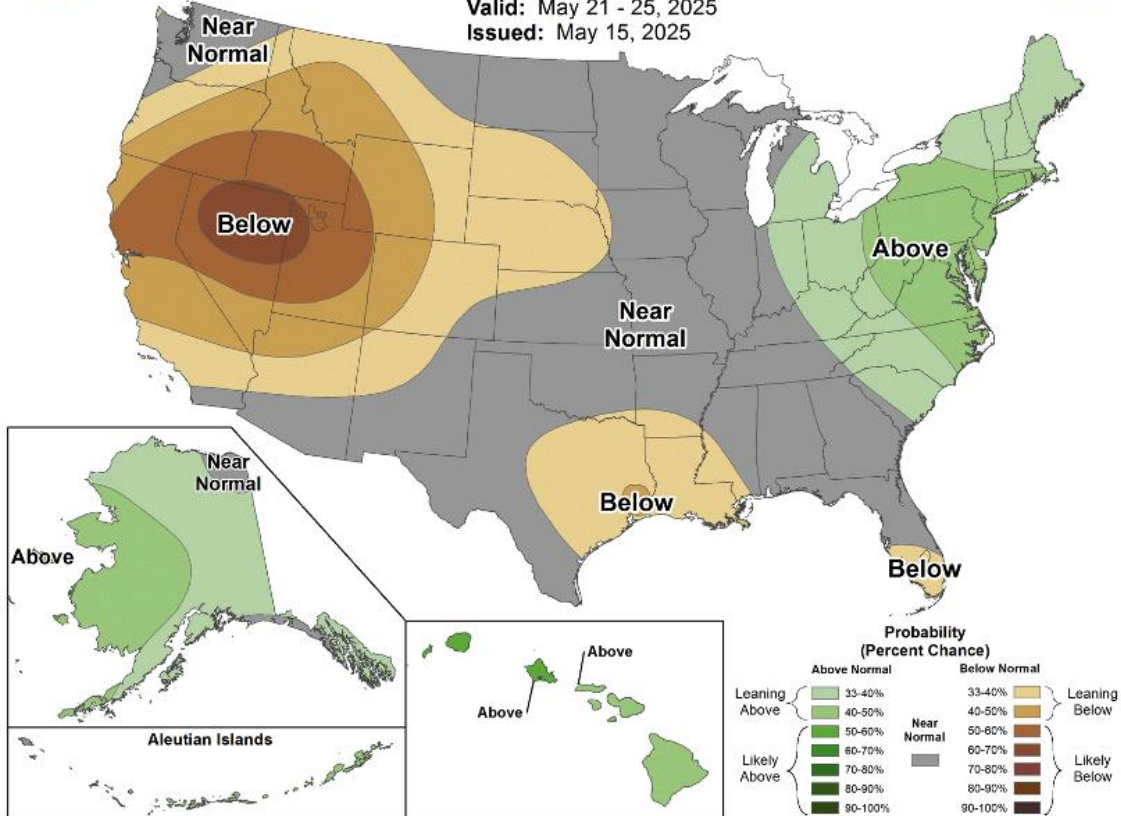 Valid: May 21 - 25, 2025
Issued: May 15, 2025
Near
Normal
Below
Above
Near
Normal
Near
Normal
Above
Below
Below
Above
Above
Aleutian Islands
Probability
(Percent Chance)
Above Normal
Below Normal
Leaning
Above
33-40%
40-50%
50-60%
60-70%
70-80%
80-90%
90-100%
Likely
Above
Near
Normal
33-40%
40-50%
50-60%
60-70%
70-80%
80-90%
90-100%
Leaning
Below
Likely
Below